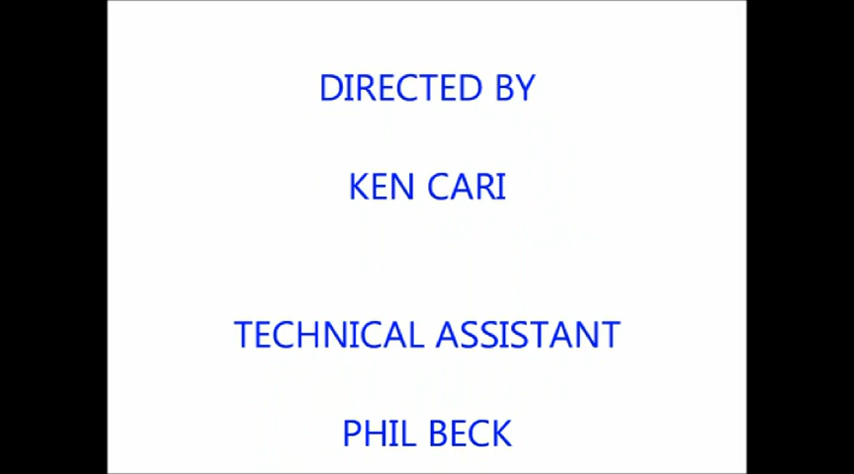 DIRECTED BY
KEN CARI
TECHNICAL ASSISTANT
PHIL BECK